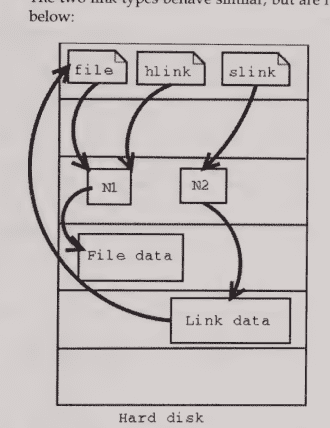 The two link types behave similar, but are
below:
file hlink slink
N1 N2
File data
Link data
Hard disk